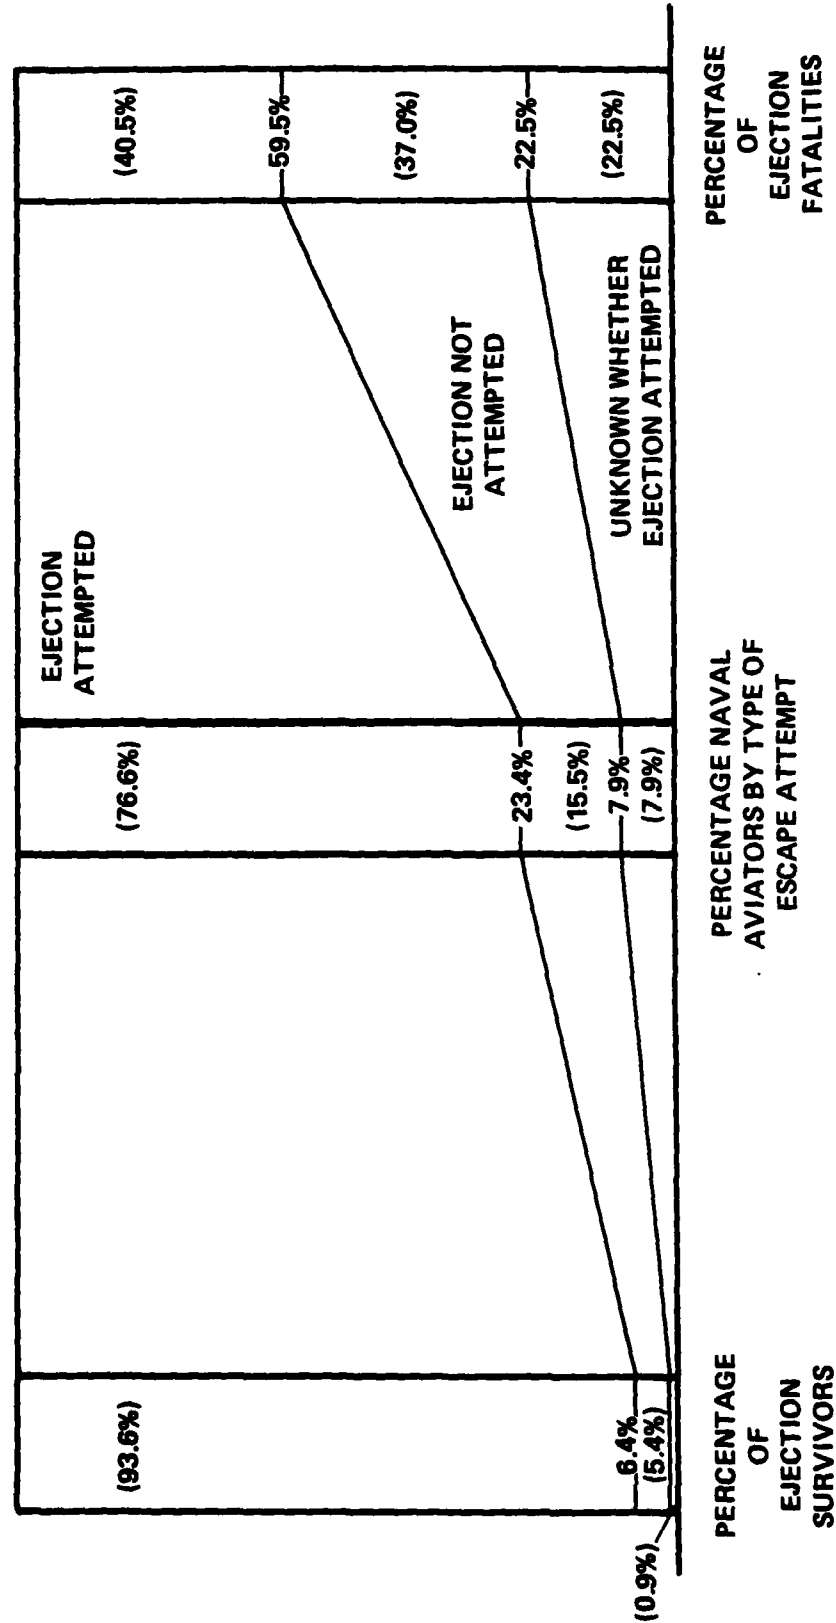 (93.6%)
6.4%
(5.4%)
(0.9%)
PERCENTAGE
OF
EJECTION
SURVIVORS
(76.6%)
23.4%
(15.5%)
7.9%
(7.9%)
PERCENTAGE NAVAL
AVIATORS BY TYPE OF
ESCAPE ATTEMPT
EJECTION
ATTEMPTED
EJECTION NOT
ATTEMPTED
UNKNOWN WHETHER
EJECTION ATTEMPTED
(40.5%)
59.5%
(37.0%)
22.5%
(22.5%)
PERCENTAGE
OF
EJECTION
FATALITIES